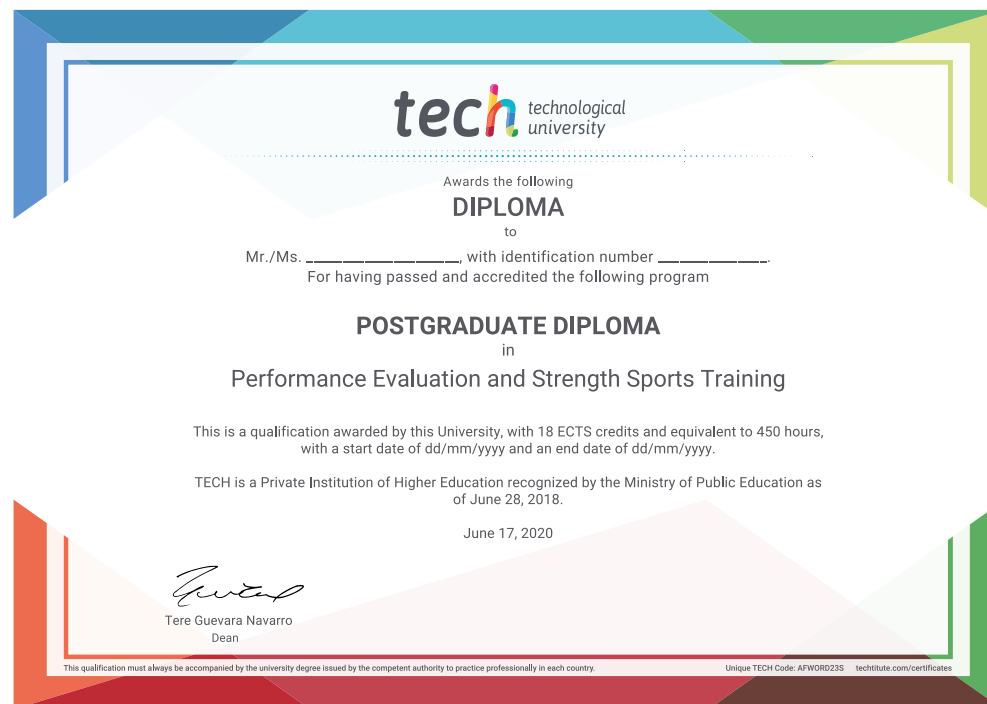 tech technological
university
Awards the following
DIPLOMA
to
Mr./Ms. ____________________, with identification number ______________.
For having passed and accredited the following program
POSTGRADUATE DIPLOMA
in
Performance Evaluation and Strength Sports Training
This is a qualification awarded by this University, with 18 ECTS credits and equivalent to 450 hours,
with a start date of dd/mm/yyyy and an end date of dd/mm/yyyy.
TECH is a Private Institution of Higher Education recognized by the Ministry of Public Education as
of June 28, 2018.
June 17, 2020
Tere Guevara Navarro
Dean
This qualification must always be accompanied by the university degree issued by the competent authority to practice professionally in each country.
Unique TECH Code: AFWORD23S techtitute.com/certificates